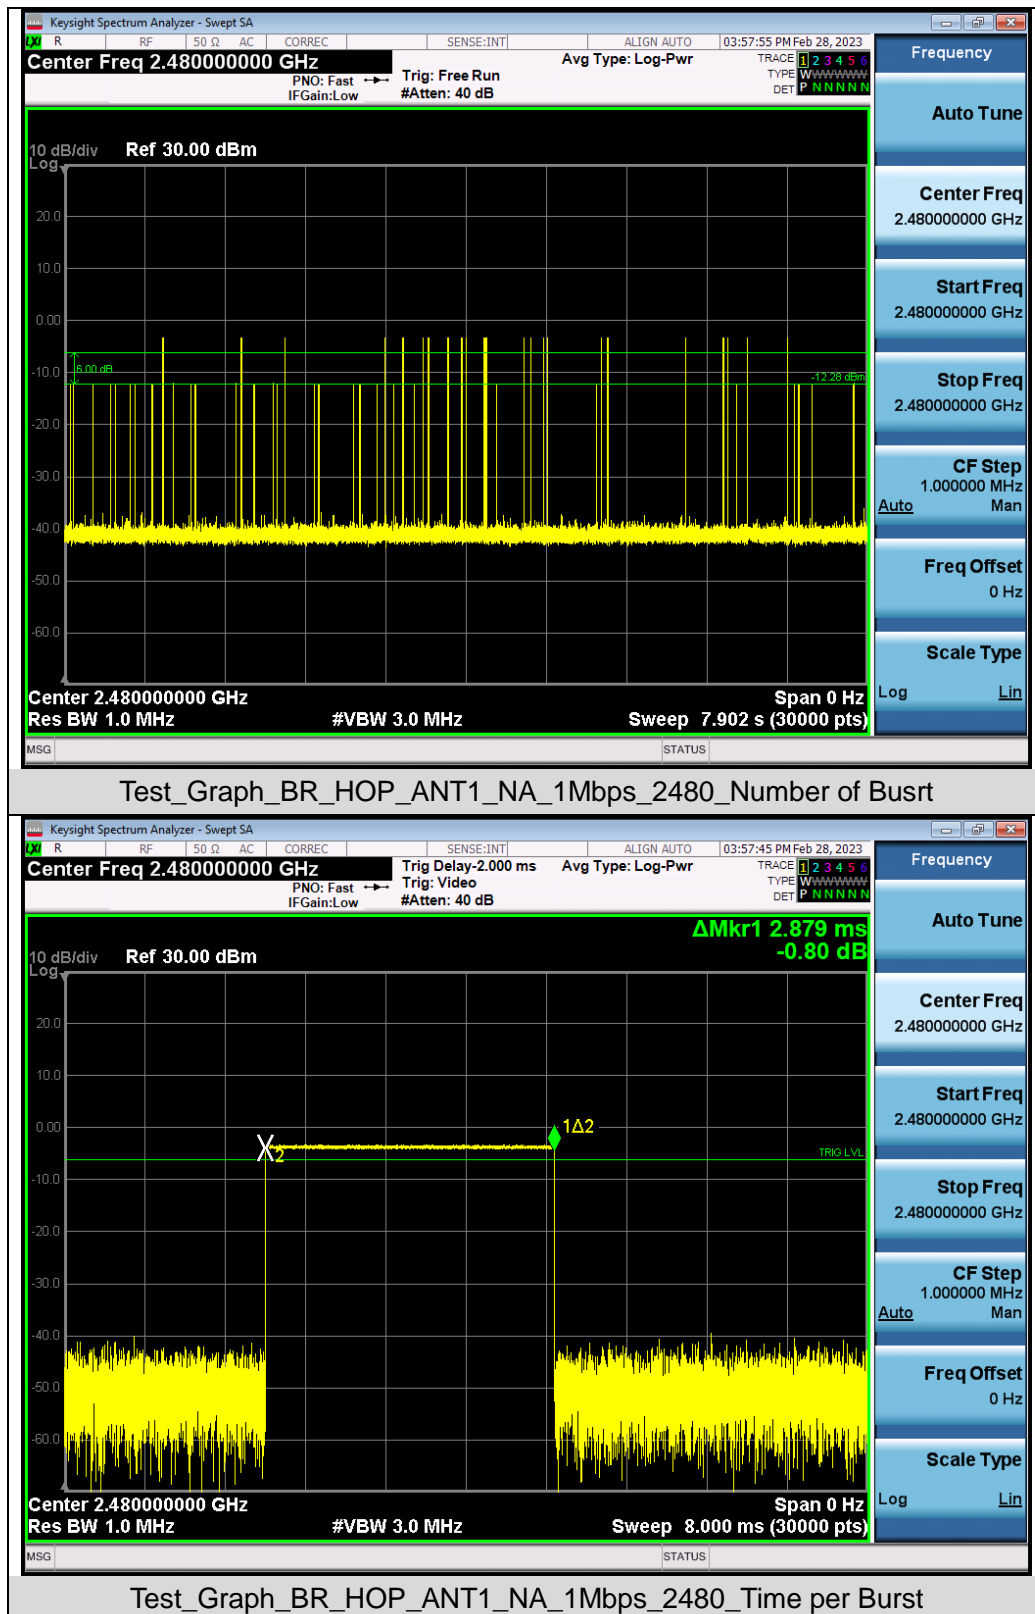 Keysight Spectrum Analyzer - Swept SA
LXI R RF 50 Ω AC CORREC SENSE:INT ALIGN AUTO 03:57:55 PM Feb 28, 2023
Center Freq 2.480000000 GHz Avg Type: Log-Pwr TRACE 1 2 3 4 5 6
PNO: Fast Trig: Free Run TYPE WWWWWW
IFGain:Low #Atten: 40 dB DET P N N N N N
Frequency
Auto Tune
Center Freq
2.480000000 GHz
Start Freq
2.480000000 GHz
Stop Freq
2.480000000 GHz
CF Step
1.000000 MHz
Auto Man
Freq Offset
0 Hz
Scale Type
Log Lin
10 dB/div Ref 30.00 dBm
Log
20.0
10.0
0.00
6.00 dB
-10.0
-12.28 dBm
-20.0
-30.0
-40.0
-50.0
-60.0
Center 2.480000000 GHz Span 0 Hz
Res BW 1.0 MHz #VBW 3.0 MHz Sweep 7.902 s (30000 pts)
MSG STATUS
Test_Graph_BR_HOP_ANT1_NA_1Mbps_2480_Number of Busrt
Keysight Spectrum Analyzer - Swept SA
LXI R RF 50 Ω AC CORREC SENSE:INT ALIGN AUTO 03:57:45 PM Feb 28, 2023
Center Freq 2.480000000 GHz Trig Delay-2.000 ms Avg Type: Log-Pwr TRACE 1 2 3 4 5 6
PNO: Fast Trig: Video TYPE WWWWWW
IFGain:Low #Atten: 40 dB DET P N N N N N
Frequency
Auto Tune
Center Freq
2.480000000 GHz
Start Freq
2.480000000 GHz
Stop Freq
2.480000000 GHz
CF Step
1.000000 MHz
Auto Man
Freq Offset
0 Hz
Scale Type
Log Lin
ΔMkr1 2.879 ms
-0.80 dB
10 dB/div Ref 30.00 dBm
Log
20.0
10.0
0.00
1Δ2
2
TRIG LVL
-10.0
-20.0
-30.0
-40.0
-50.0
-60.0
Center 2.480000000 GHz Span 0 Hz
Res BW 1.0 MHz #VBW 3.0 MHz Sweep 8.000 ms (30000 pts)
MSG STATUS
Test_Graph_BR_HOP_ANT1_NA_1Mbps_2480_Time per Burst